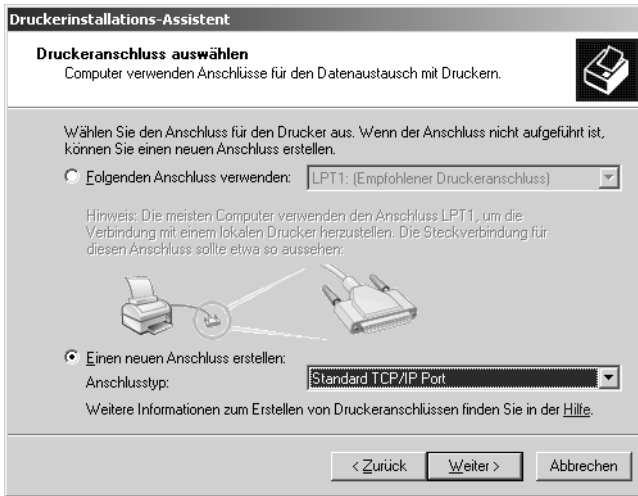 Druckerinstallations-Assistent
Druckeranschluss auswählen
Computer verwenden Anschlüsse für den Datenaustausch mit Druckern.
Wählen Sie den Anschluss für den Drucker aus. Wenn der Anschluss nicht aufgeführt ist,
können Sie einen neuen Anschluss erstellen.
Folgenden Anschluss verwenden: LPT1: (Empfohlener Druckeranschluss)
Hinweis: Die meisten Computer verwenden den Anschluss LPT1, um die
Verbindung mit einem lokalen Drucker herzustellen. Die Steckverbindung für
diesen Anschluss sollte etwa so aussehen:
Einen neuen Anschluss erstellen:
Anschlusstyp: Standard TCP/IP Port
Weitere Informationen zum Erstellen von Druckeranschlüssen finden Sie in der Hilfe.
< Zurück Weiter > Abbrechen